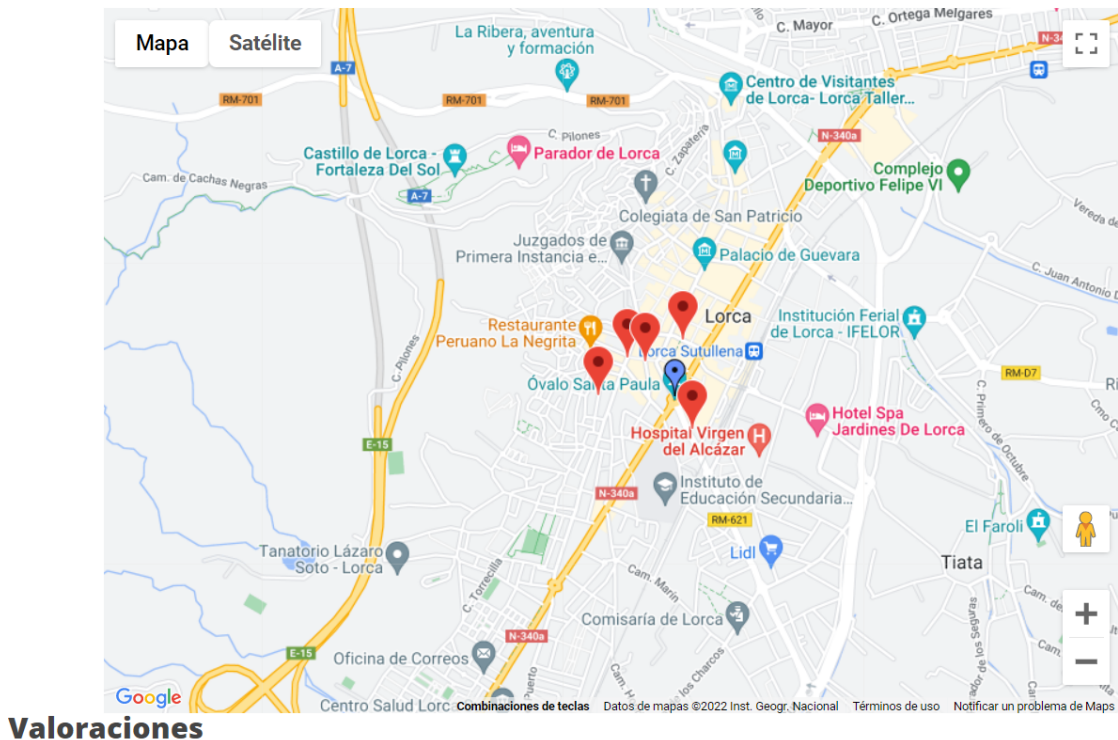 Mapa
Satélite
La Ribera, aventura
y formación
C. Mayor
C. Ortega Melgares
A-7
RM-701
RM-701
RM-701
N-34
Centro de Visitantes
de Lorca- Lorca Taller...
N-340a
C. Pilones
C. Zapatería
Castillo de Lorca -
Fortaleza Del Sol
Parador de Lorca
Cam. de Cachas Negras
A-7
Complejo
Deportivo Felipe VI
Vereda de
Colegiata de San Patricio
Juzgados de
Primera Instancia e...
Palacio de Guevara
C. Juan Antonio
Restaurante
Peruano La Negrita
Lorca
Institución Ferial
de Lorca - IFELOR
C. Pilones
Lorca Sutullena
Óvalo Santa Paula
RM-D7
Hotel Spa
Jardines De Lorca
C. Primero de Octubre
E-15
Hospital Virgen
del Alcázar
H
Instituto de
Educación Secundaria...
N-340a
RM-621
El Faroli
Lidl
Tanatorio Lázaro
Soto - Lorca
Tiata
C. Torrecilla
Cam. Marín
Comisaría de Lorca
N-340a
E-15
Oficina de Correos
Centro Salud Lorc
Google
Combinaciones de teclas
Datos de mapas ©2022 Inst. Geogr. Nacional
Términos de uso
Notificar un problema de Maps
Valoraciones